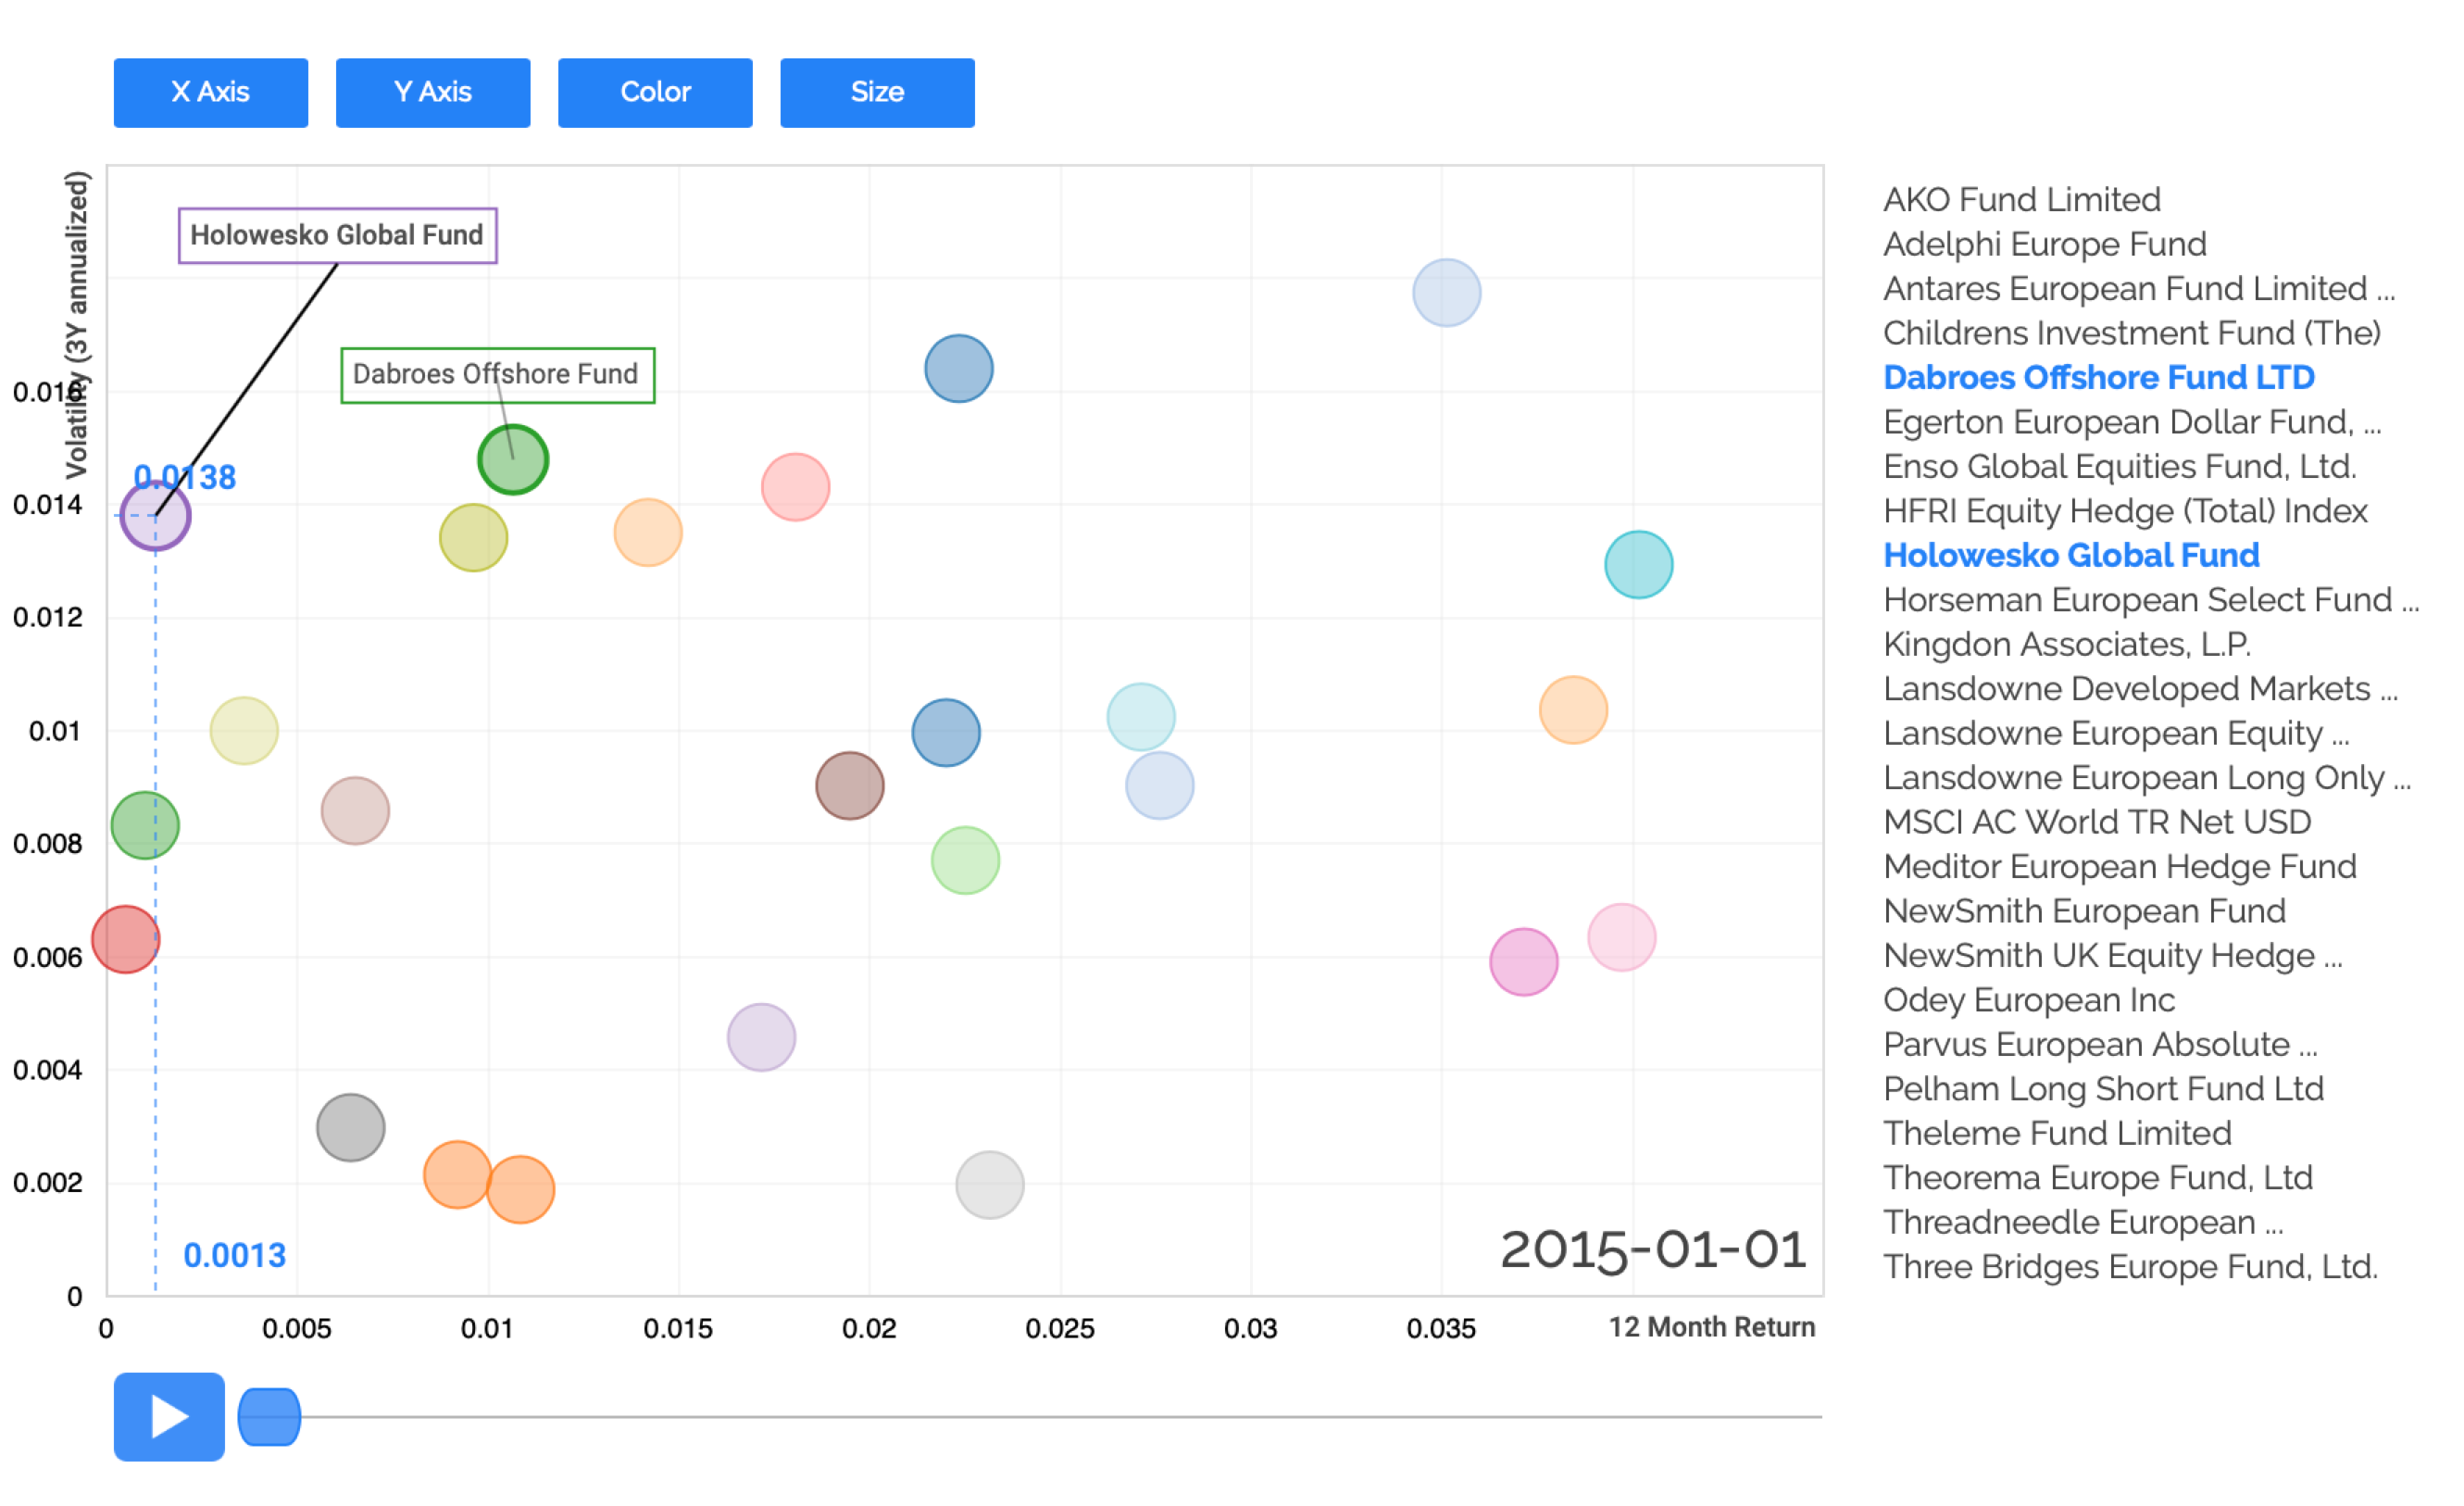 X Axis
Y Axis
Color
Size
Volatility (3Y annualized)
Holowesko Global Fund
Dabroes Offshore Fund
0.0138
0.016
0.014
0.012
0.01
0.008
0.006
0.004
0.002
0
0.0013
2015-01-01
0
0.005
0.01
0.015
0.02
0.025
0.03
0.035
12 Month Return
AKO Fund Limited
Adelphi Europe Fund
Antares European Fund Limited ...
Childrens Investment Fund (The)
Dabroes Offshore Fund LTD
Egerton European Dollar Fund, ...
Enso Global Equities Fund, Ltd.
HFRI Equity Hedge (Total) Index
Holowesko Global Fund
Horseman European Select Fund ...
Kingdon Associates, L.P.
Lansdowne Developed Markets ...
Lansdowne European Equity ...
Lansdowne European Long Only ...
MSCI AC World TR Net USD
Meditor European Hedge Fund
NewSmith European Fund
NewSmith UK Equity Hedge ...
Odey European Inc
Parvus European Absolute ...
Pelham Long Short Fund Ltd
Theleme Fund Limited
Theorema Europe Fund, Ltd
Threadneedle European ...
Three Bridges Europe Fund, Ltd.